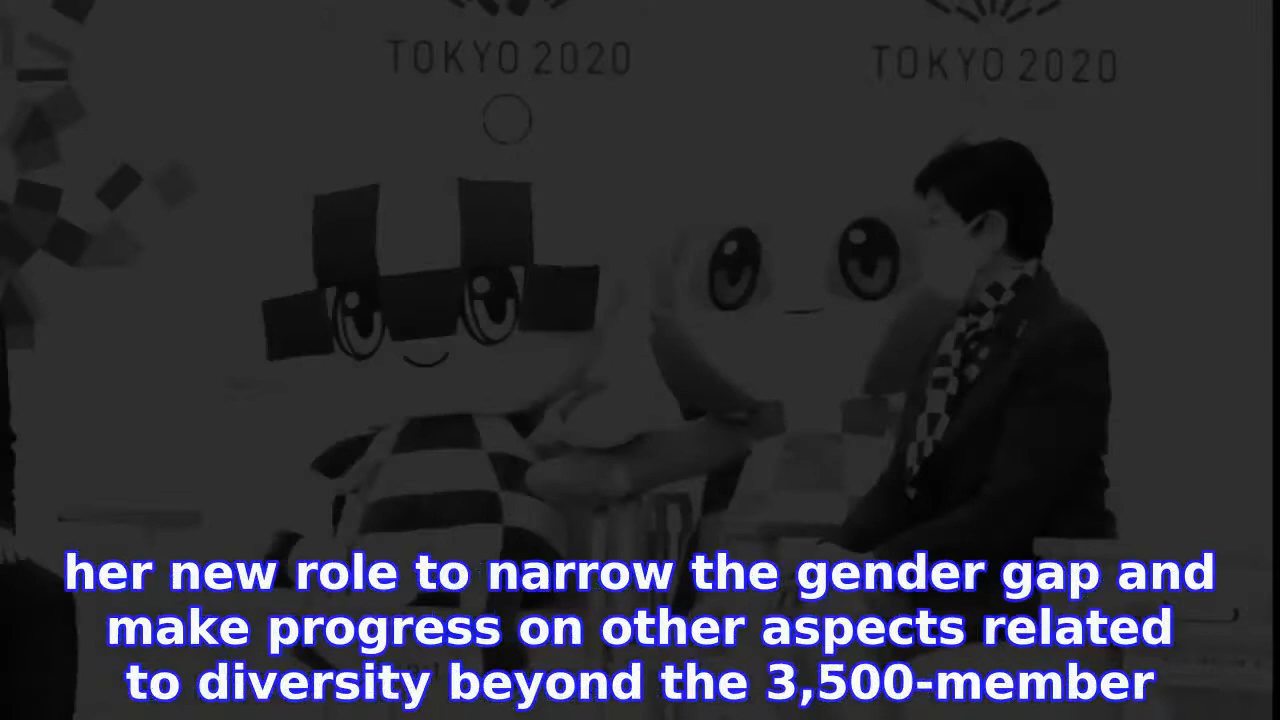 TOKYO 2020
TOKYO 2020
her new role to narrow the gender gap and
make progress on other aspects related
to diversity beyond the 3,500-member